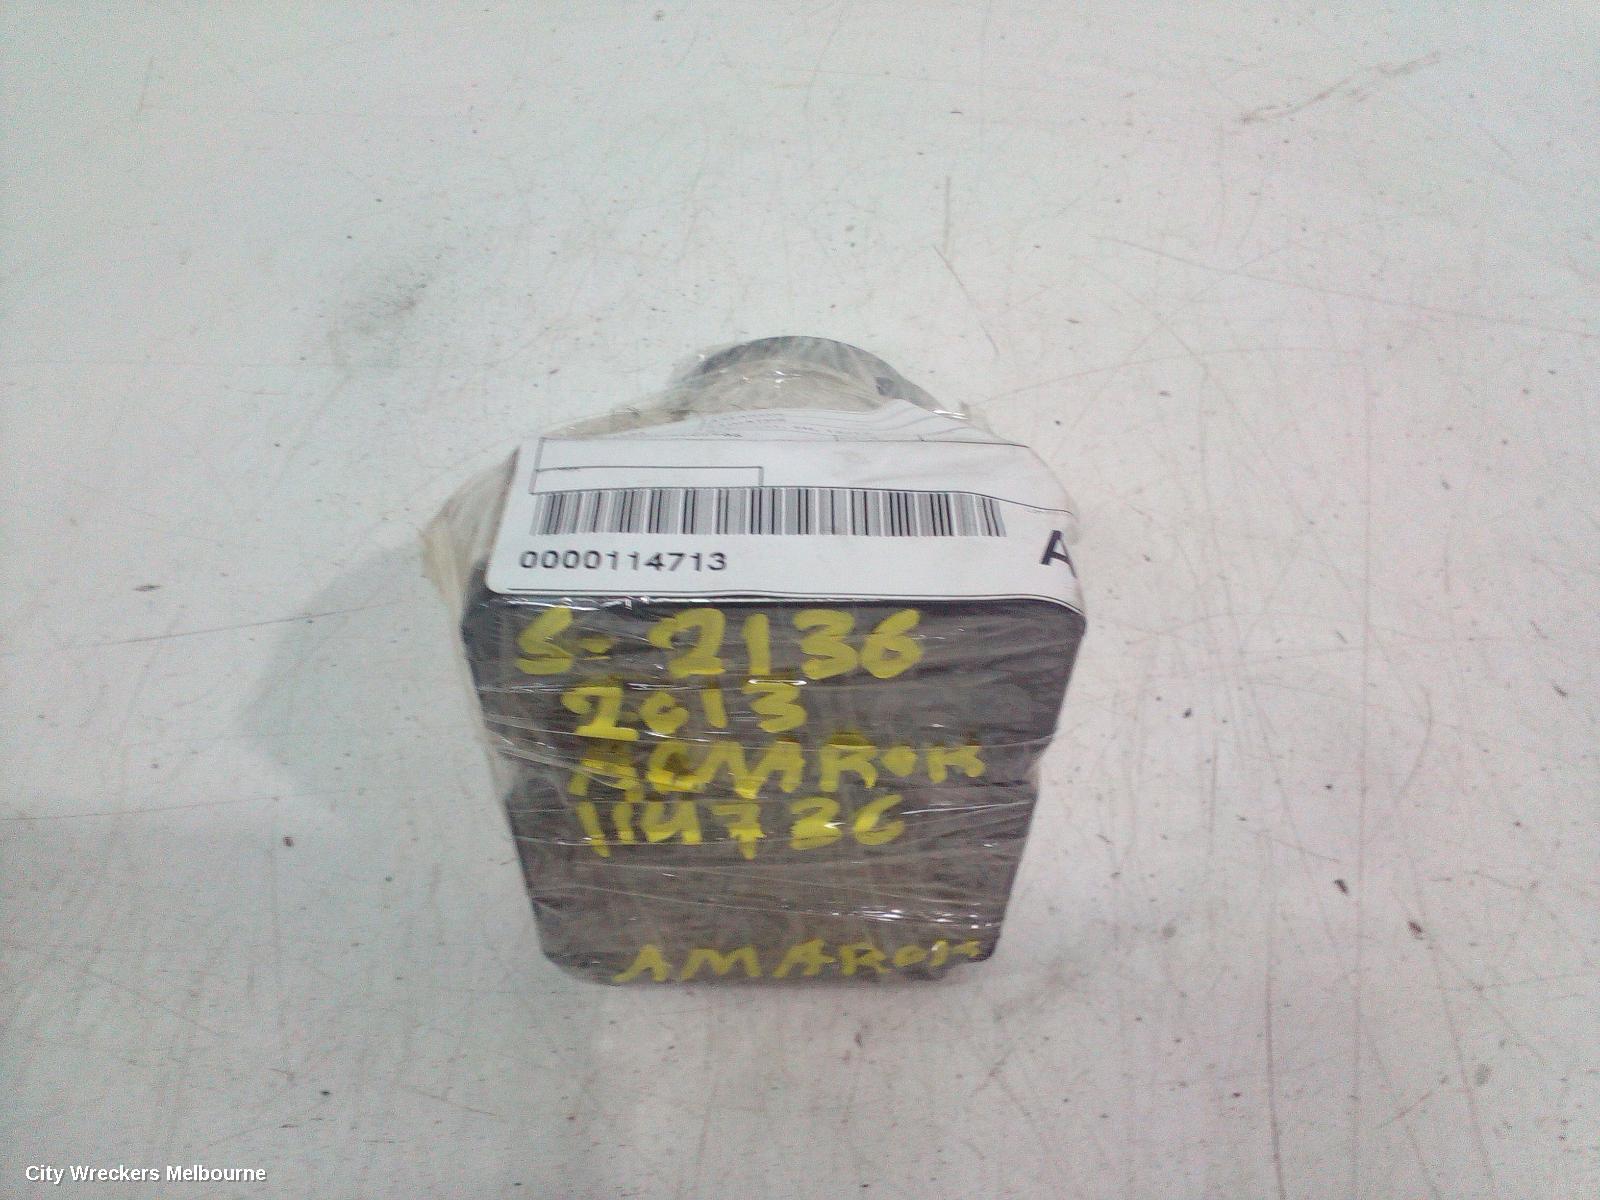 0000114713
A
S-2136
2013
AMAROK
114736
AMAROK
City Wreckers Melbourne